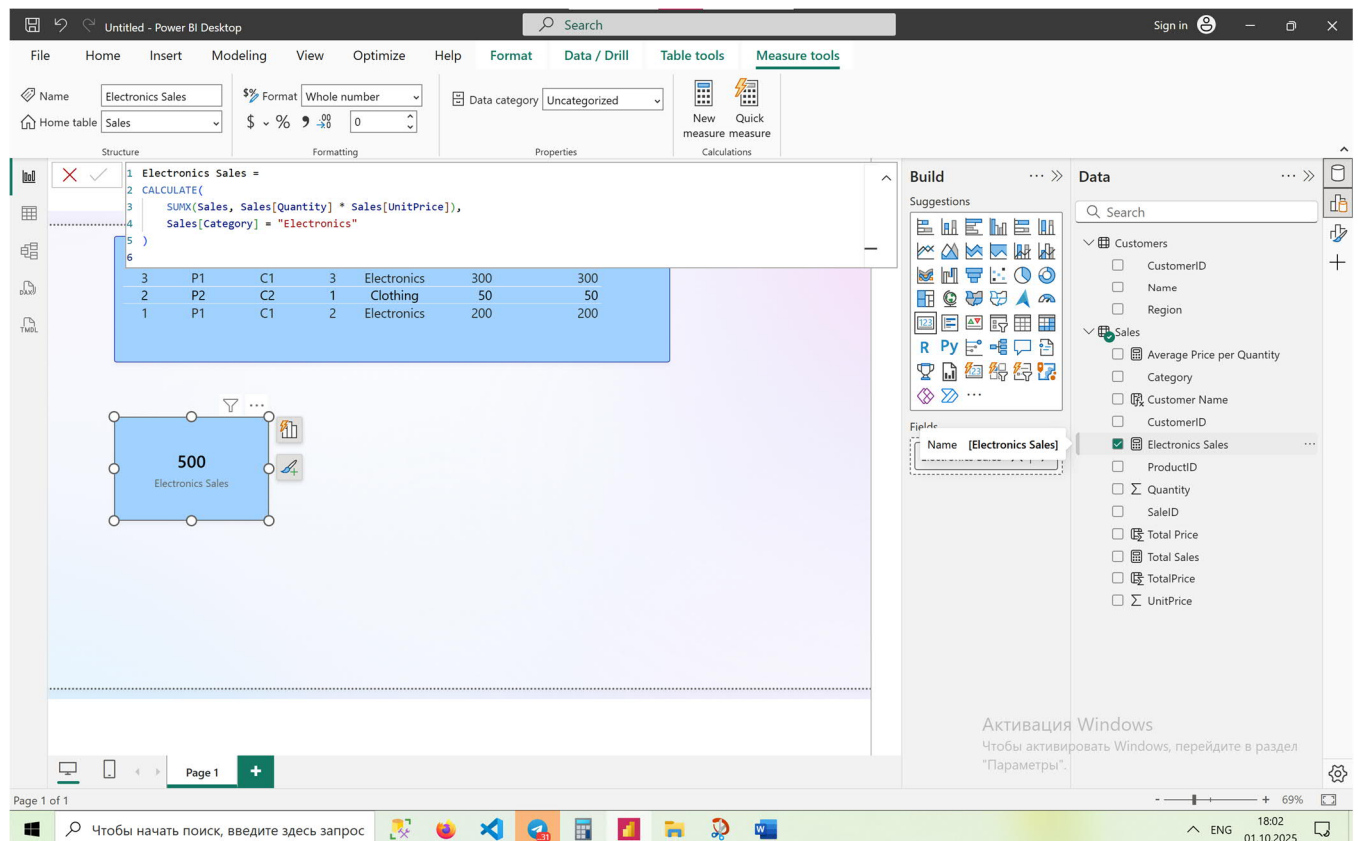 Untitled - Power BI Desktop
Search
Sign in
File Home Insert Modeling View Optimize Help Format Data / Drill Table tools Measure tools
Name Electronics Sales
Home table Sales
Structure
$% Format Whole number
$ % 9 .00 0
Formatting
Data category Uncategorized
Properties
New measure
Quick measure
Calculations
1 Electronics Sales =
2 CALCULATE(
3 SUMX(Sales, Sales[Quantity] * Sales[UnitPrice]),
4 Sales[Category] = "Electronics"
5 )
6
3 P1 C1 3 Electronics 300 300
2 P2 C2 1 Clothing 50 50
1 P1 C1 2 Electronics 200 200
500
Electronics Sales
Build
Suggestions
123
R Py
Fields
Name [Electronics Sales]
Data
Search
Customers
CustomerID
Name
Region
Sales
Average Price per Quantity
Category
Customer Name
CustomerID
Electronics Sales
ProductID
Quantity
SaleID
Total Price
Total Sales
TotalPrice
UnitPrice
DAX
TMDL
Активация Windows
Чтобы активировать Windows, перейдите в раздел
"Параметры".
Page 1
Page 1 of 1
69%
Чтобы начать поиск, введите здесь запрос
31
ENG
18:02
01.10.2025